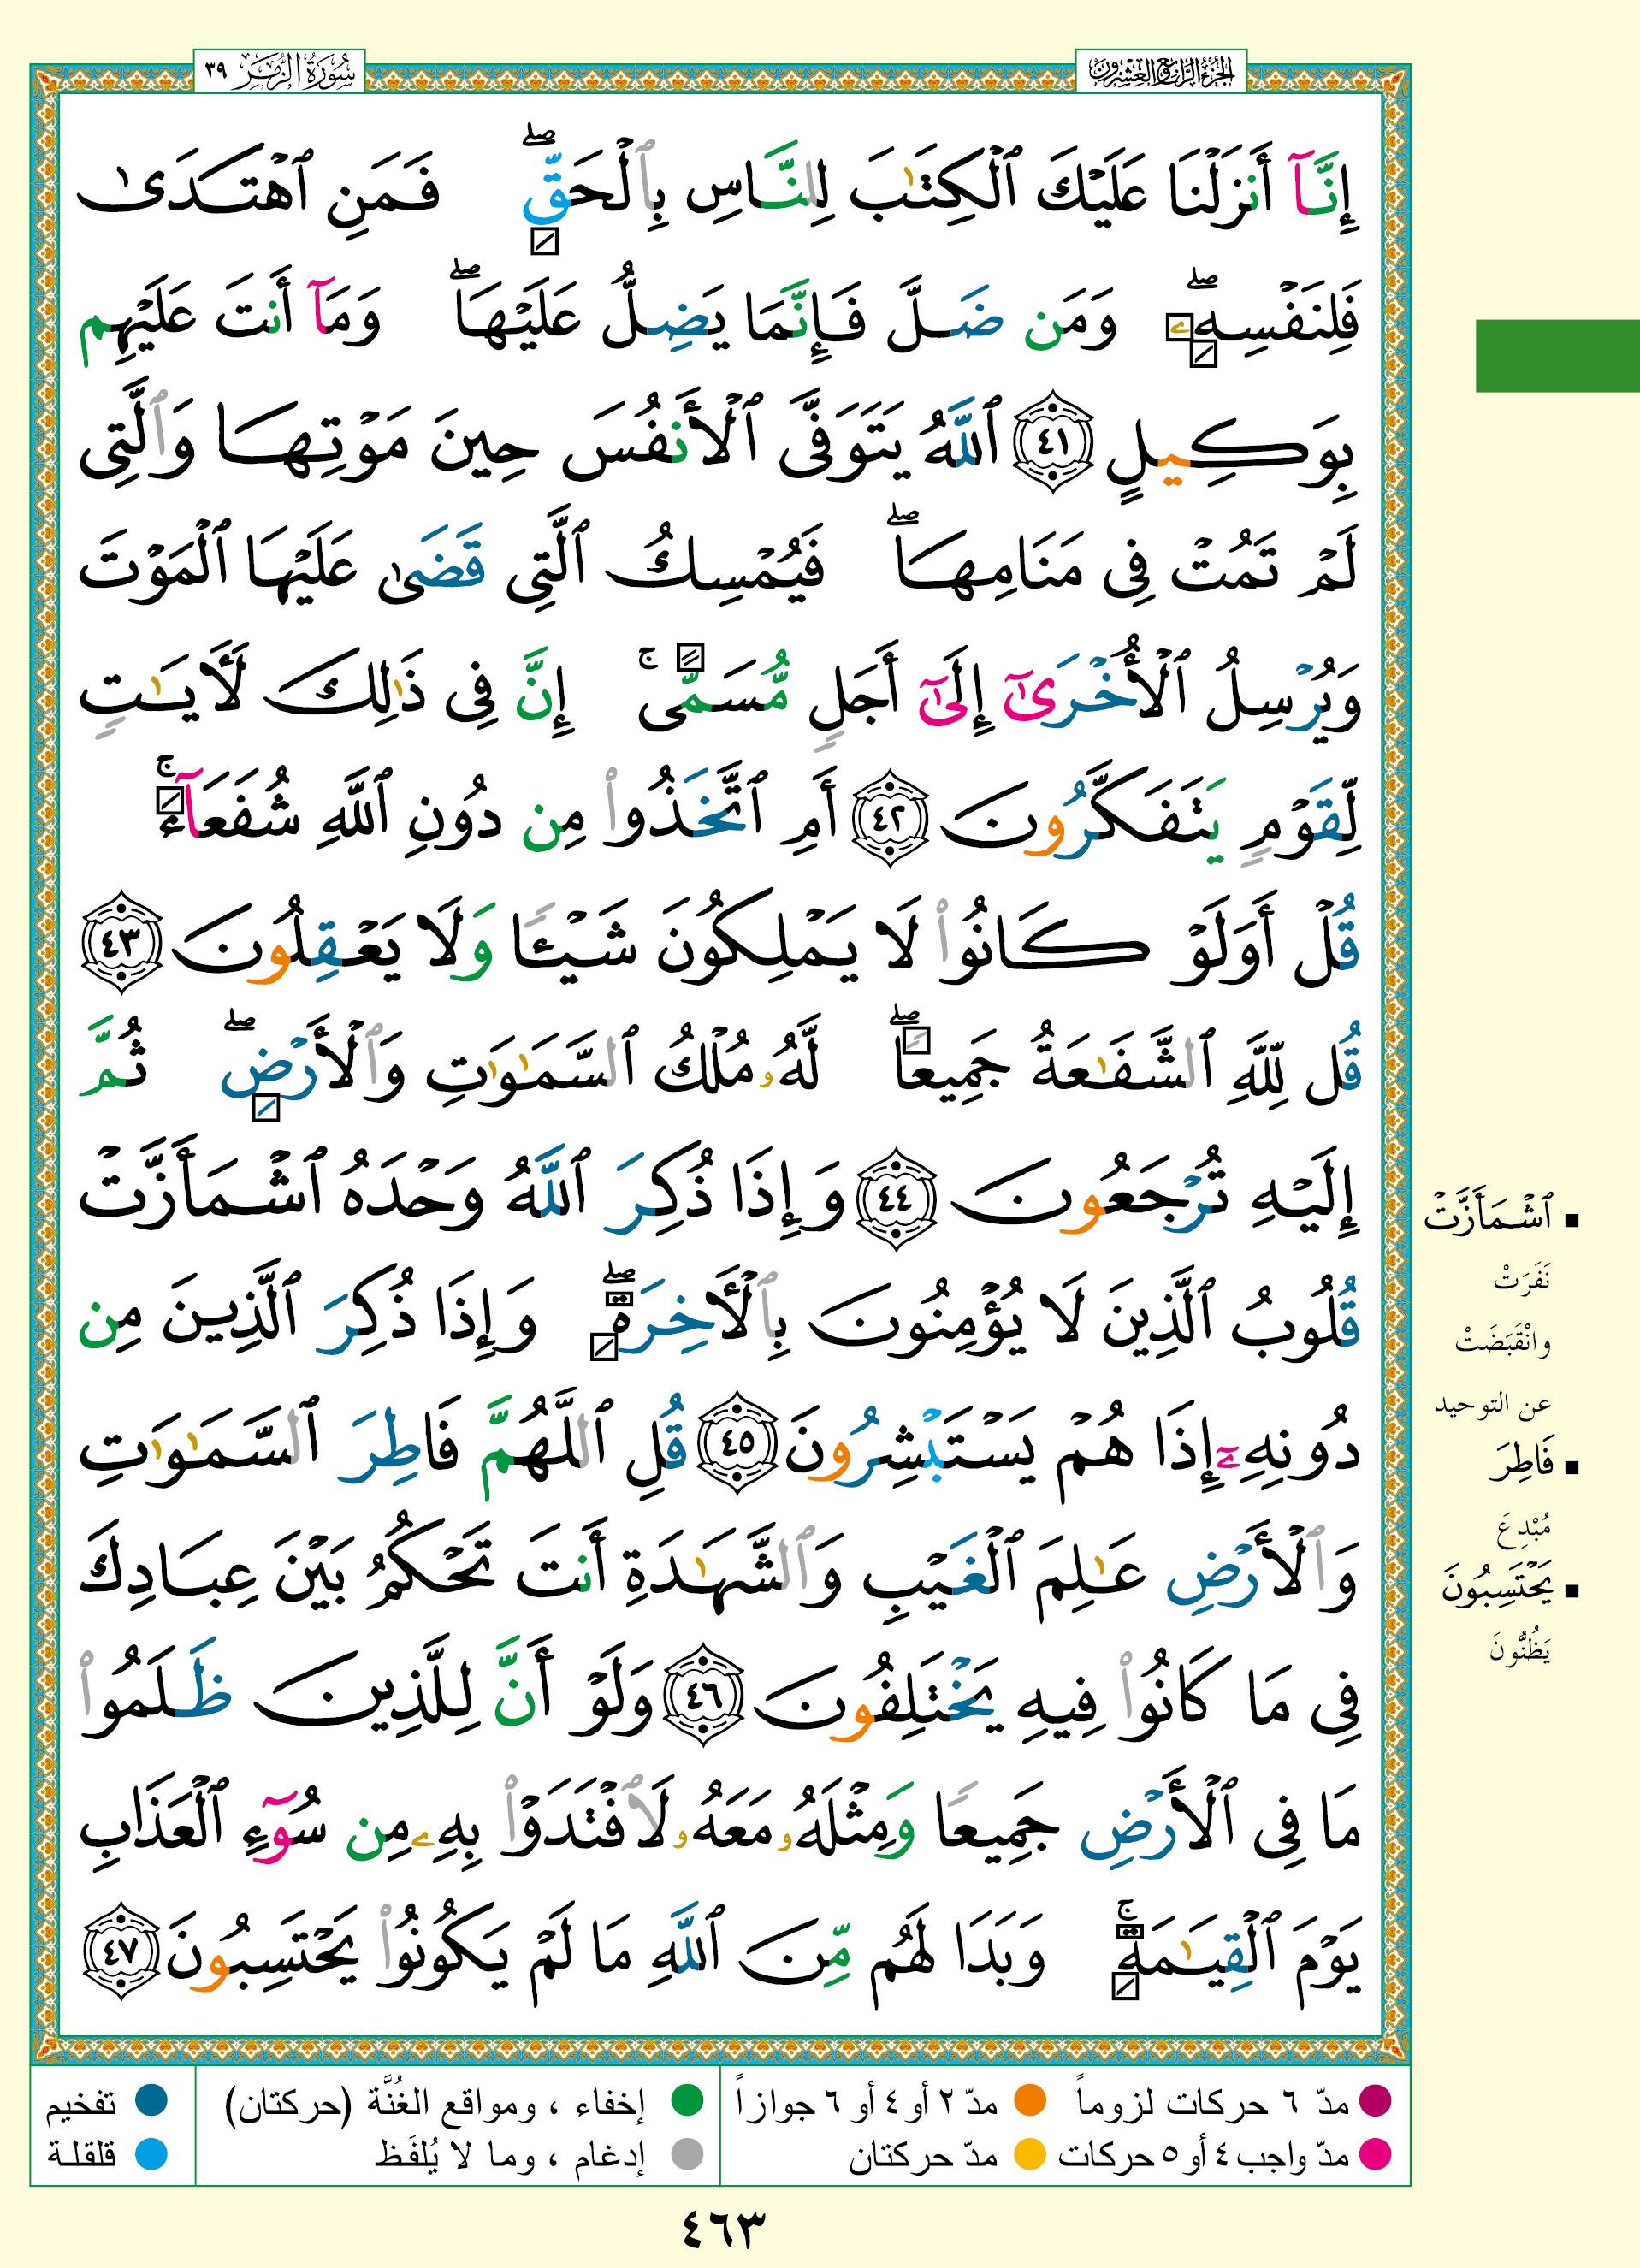 سُورَةُ الزُّمَر ٣٩
الجزء الرابع والعشرون
إِنَّآ أَنزَلْنَا عَلَيْكَ ٱلْكِتَٰبَ لِلنَّاسِ بِٱلْحَقِّ ۖ فَمَنِ ٱهْتَدَىٰ
فَلِنَفْسِهِۦ ۖ وَمَن ضَلَّ فَإِنَّمَا يَضِلُّ عَلَيْهَا ۖ وَمَآ أَنتَ عَلَيْهِم
بِوَكِيلٍ ٤١ ٱللَّهُ يَتَوَفَّى ٱلْأَنفُسَ حِينَ مَوْتِهَا وَٱلَّتِى
لَمْ تَمُتْ فِى مَنَامِهَا ۖ فَيُمْسِكُ ٱلَّتِى قَضَىٰ عَلَيْهَا ٱلْمَوْتَ
وَيُرْسِلُ ٱلْأُخْرَىٰٓ إِلَىٰٓ أَجَلٍ مُّسَمًّى ۚ إِنَّ فِى ذَٰلِكَ لَءَايَٰتٍ
لِّقَوْمٍ يَتَفَكَّرُونَ ٤٢ أَمِ ٱتَّخَذُوا۟ مِن دُونِ ٱللَّهِ شُفَعَآءَ ۚ
قُلْ أَوَلَوْ كَانُوا۟ لَا يَمْلِكُونَ شَيْـًٔا وَلَا يَعْقِلُونَ ٤٣
قُل لِّلَّهِ ٱلشَّفَٰعَةُ جَمِيعًا ۖ لَّهُۥ مُلْكُ ٱلسَّمَٰوَٰتِ وَٱلْأَرْضِ ۖ ثُمَّ
إِلَيْهِ تُرْجَعُونَ ٤٤ وَإِذَا ذُكِرَ ٱللَّهُ وَحْدَهُ ٱشْمَأَزَّتْ
قُلُوبُ ٱلَّذِينَ لَا يُؤْمِنُونَ بِٱلْءَاخِرَةِ ۖ وَإِذَا ذُكِرَ ٱلَّذِينَ مِن
دُونِهِۦٓ إِذَا هُمْ يَسْتَبْشِرُونَ ٤٥ قُلِ ٱللَّهُمَّ فَاطِرَ ٱلسَّمَٰوَٰتِ
وَٱلْأَرْضِ عَٰلِمَ ٱلْغَيْبِ وَٱلشَّهَٰدَةِ أَنتَ تَحْكُمُ بَيْنَ عِبَادِكَ
فِى مَا كَانُوا۟ فِيهِ يَخْتَلِفُونَ ٤٦ وَلَوْ أَنَّ لِلَّذِينَ ظَلَمُوا۟
مَا فِى ٱلْأَرْضِ جَمِيعًا وَمِثْلَهُۥ مَعَهُۥ لَٱفْتَدَوْا۟ بِهِۦ مِن سُوٓءِ ٱلْعَذَابِ
يَوْمَ ٱلْقِيَٰمَةِ ۚ وَبَدَا لَهُم مِّنَ ٱللَّهِ مَا لَمْ يَكُونُوا۟ يَحْتَسِبُونَ ٤٧
▪ ٱشْمَأَزَّتْ
نَفَرَتْ
وانْقَبَضَتْ
عن التوحيد
▪ فَاطِرَ
مُبْدِعَ
▪ يَحْتَسِبُونَ
يَظُنُّونَ
مدّ ٦ حركات لزوماً ● مدّ ٢ أو ٤ أو ٦ جوازاً ● إخفاء ، ومواقع الغُنَّة (حركتان) ● تفخيم
مدّ واجب ٤ أو ٥ حركات ● مدّ حركتان ● إدغام ، وما لا يُلفَظ ● قلقلة
٤٦٣